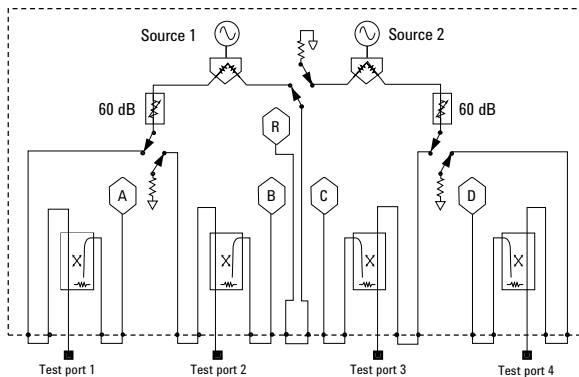 Source 1
Source 2
60 dB
60 dB
R
A
B
C
D
Test port 1
Test port 2
Test port 3
Test port 4